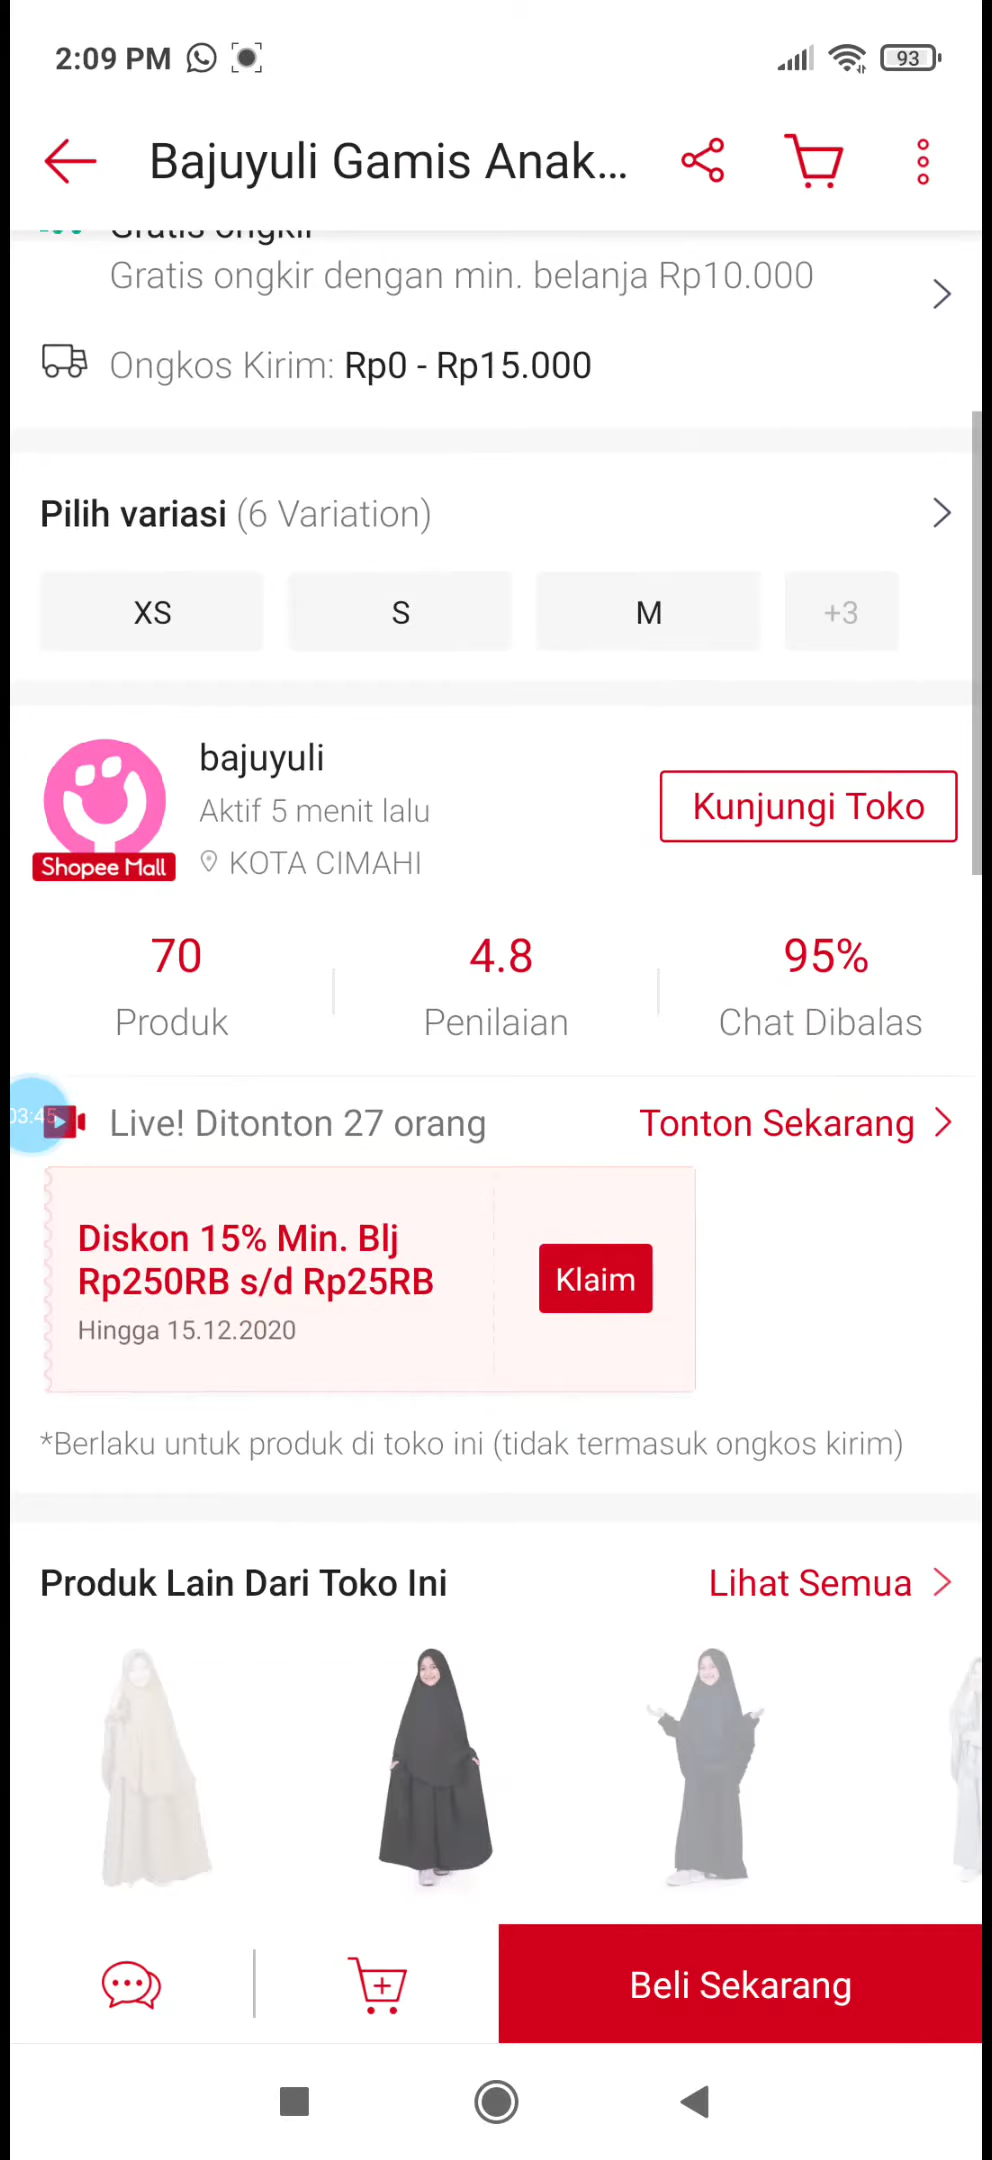 2:09 PM
93
Bajuyuli Gamis Anak...
Gratis ongkir
Gratis ongkir dengan min. belanja Rp10.000
Ongkos Kirim: Rp0 - Rp15.000
Pilih variasi (6 Variation)
XS
S
M
+3
bajuyuli
Aktif 5 menit lalu
KOTA CIMAHI
Shopee Mall
Kunjungi Toko
70
Produk
4.8
Penilaian
95%
Chat Dibalas
03:45
Live! Ditonton 27 orang
Tonton Sekarang
Diskon 15% Min. Blj
Rp250RB s/d Rp25RB
Hingga 15.12.2020
Klaim
*Berlaku untuk produk di toko ini (tidak termasuk ongkos kirim)
Produk Lain Dari Toko Ini
Lihat Semua
Beli Sekarang